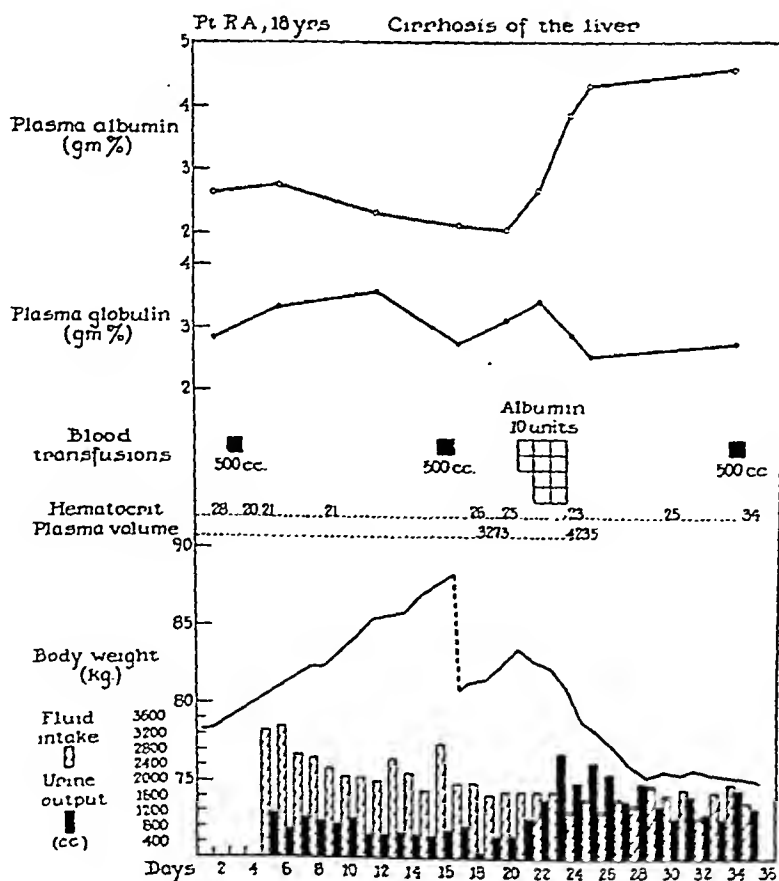 Pt RA, 18 yrs Cirrhosis of the liver
5
Plasma albumin
(gm %)
4
3
2
4
Plasma globulin
(gm %)
3
2
Blood
transfusions
500 cc.
500 cc.
Albumin
10 units
500 cc
Hematocrit 28 20 21 21 26 23 23 25 34
Plasma volume 3273 4235
90
85
Body weight
(kg.)
80
75
Fluid
intake
Urine
output
(cc)
3600
3200
2800
2400
2000
1600
1200
800
400
Days 2 4 6 8 10 12 14 16 18 20 22 24 26 28 30 32 34 36